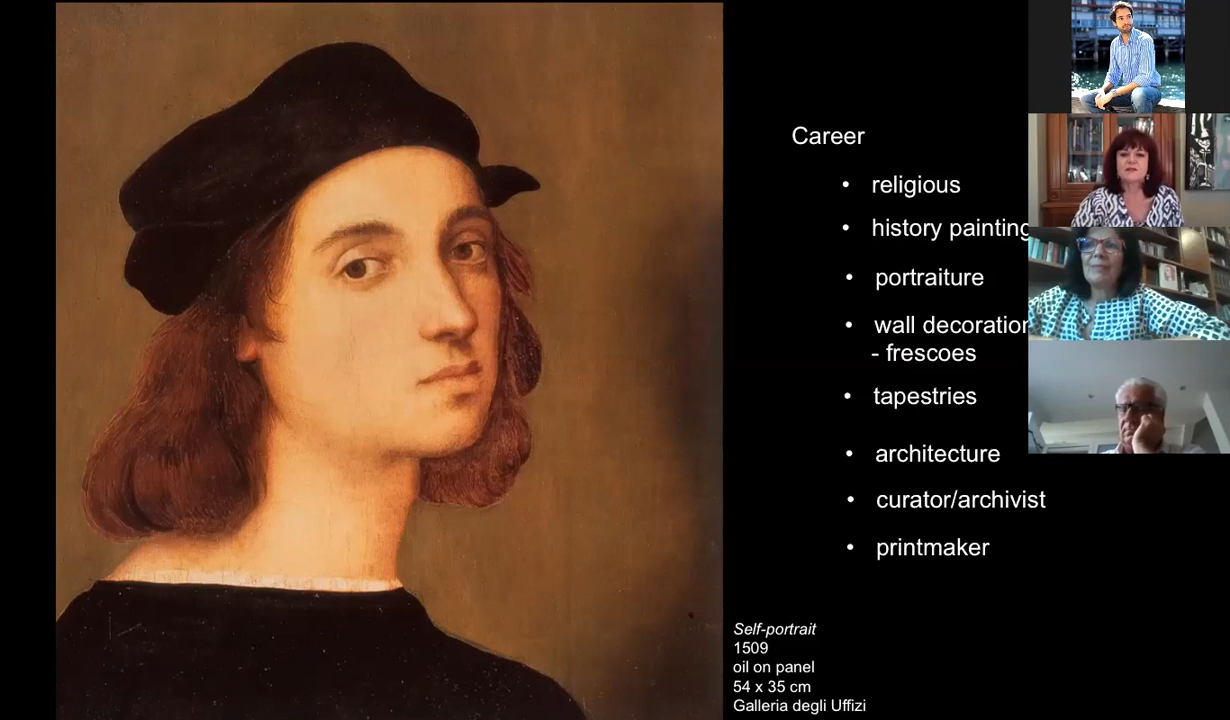 Career
• religious
• history painting
• portraiture
• wall decoration
- frescoes
• tapestries
• architecture
• curator/archivist
• printmaker
Self-portrait
1509
oil on panel
54 x 35 cm
Galleria degli Uffizi